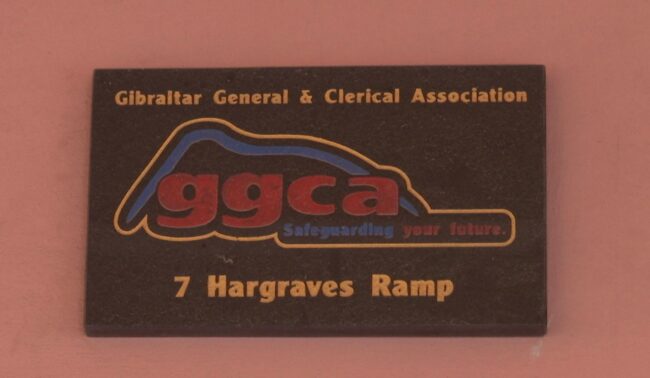 Gibraltar General & Clerical Association
ggca
Safeguarding your future.
7 Hargraves Ramp